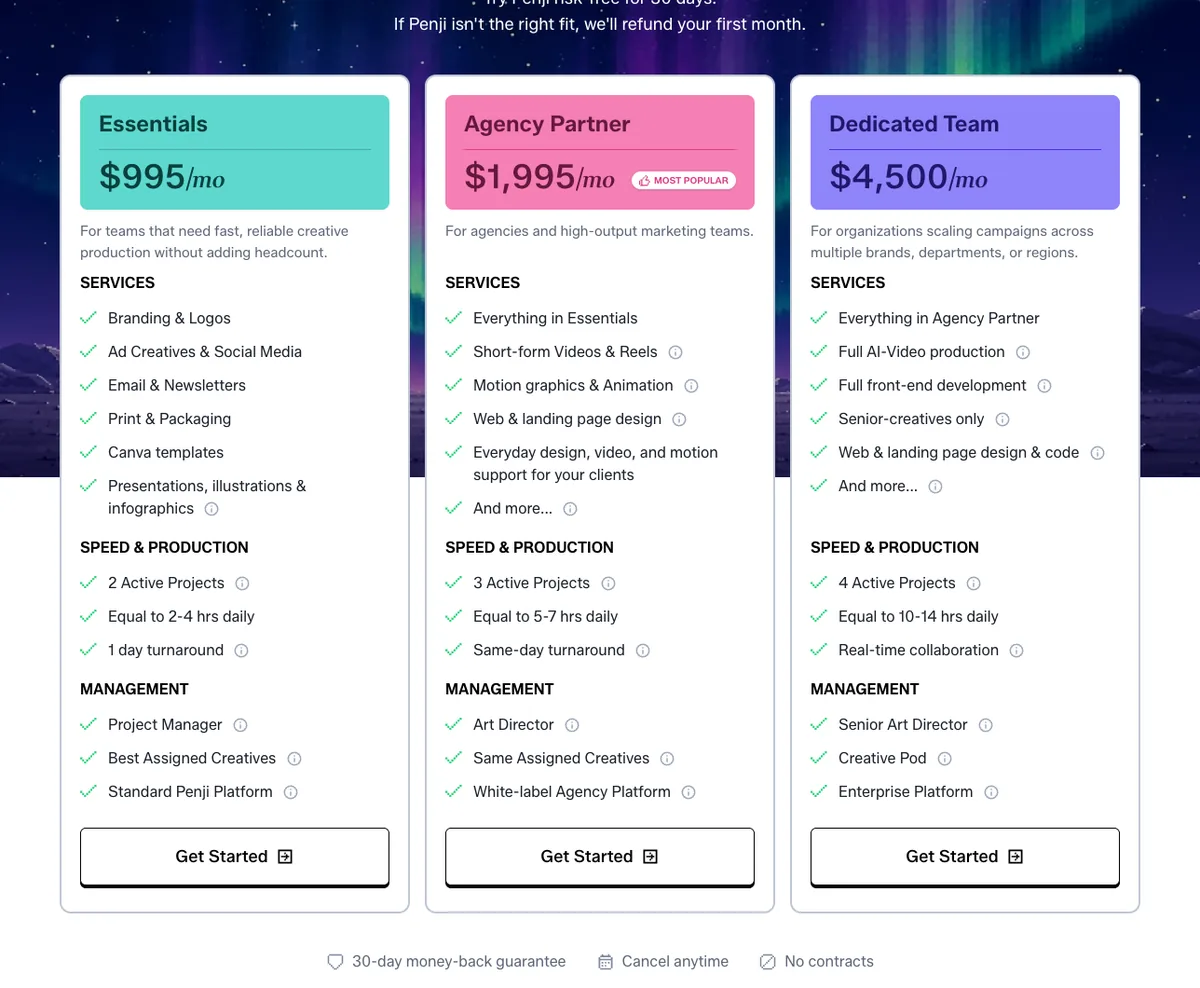 Try Penji risk-free for 30 days.
If Penji isn't the right fit, we'll refund your first month.
Essentials
$995/mo
For teams that need fast, reliable creative
production without adding headcount.
SERVICES
Branding & Logos
Ad Creatives & Social Media
Email & Newsletters
Print & Packaging
Canva templates
Presentations, illustrations &
infographics
SPEED & PRODUCTION
2 Active Projects
Equal to 2-4 hrs daily
1 day turnaround
MANAGEMENT
Project Manager
Best Assigned Creatives
Standard Penji Platform
Get Started
Agency Partner
$1,995/mo
MOST POPULAR
For agencies and high-output marketing teams.
SERVICES
Everything in Essentials
Short-form Videos & Reels
Motion graphics & Animation
Web & landing page design
Everyday design, video, and motion
support for your clients
And more...
SPEED & PRODUCTION
3 Active Projects
Equal to 5-7 hrs daily
Same-day turnaround
MANAGEMENT
Art Director
Same Assigned Creatives
White-label Agency Platform
Get Started
Dedicated Team
$4,500/mo
For organizations scaling campaigns across
multiple brands, departments, or regions.
SERVICES
Everything in Agency Partner
Full AI-Video production
Full front-end development
Senior-creatives only
Web & landing page design & code
And more...
SPEED & PRODUCTION
4 Active Projects
Equal to 10-14 hrs daily
Real-time collaboration
MANAGEMENT
Senior Art Director
Creative Pod
Enterprise Platform
Get Started
30-day money-back guarantee
Cancel anytime
No contracts